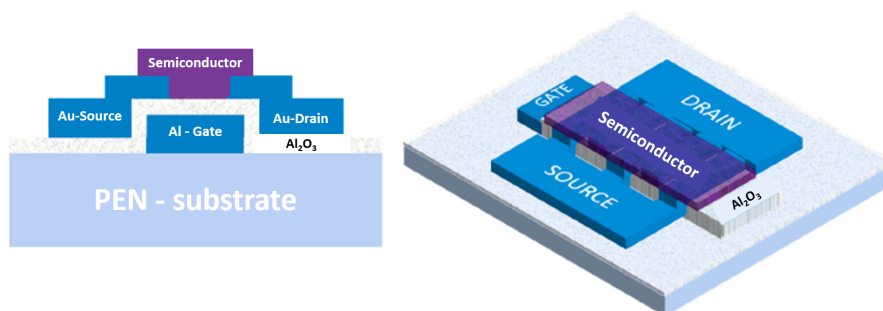 Semiconductor
Au-Source
Au-Drain
Al - Gate
Al₂O₃
PEN - substrate
GATE
DRAIN
Semiconductor
SOURCE
Al₂O₃